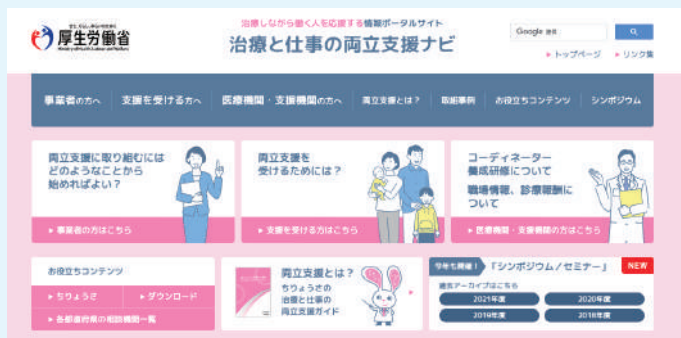 厚生労働省
治療しながら働く人を応援する情報ポータルサイト
治療と仕事の両立支援ナビ
Google
トップページ
リンク集
事業者の方へ
支援を受ける方へ
医療機関・支援機関の方へ
両立支援とは？
取組事例
お役立ちコンテンツ
シンポジウム
両立支援に取り組むには
どのようなことから
始めればよい？
事業者の方はこちら
両立支援を
受けるためには？
支援を受ける方はこちら
コーディネーター
養成研修について
職場情報、診療報酬に
ついて
医療機関・支援機関の方はこちら
お役立ちコンテンツ
ちりょうさ
ダウンロード
各都道府県の相談機関一覧
両立支援とは？
ちりょうさの
治療と仕事の
両立支援ガイド
今年も開催！
「シンポジウム/セミナー」
NEW
過去アーカイブはこちら
2021年度
2020年度
2019年度
2018年度